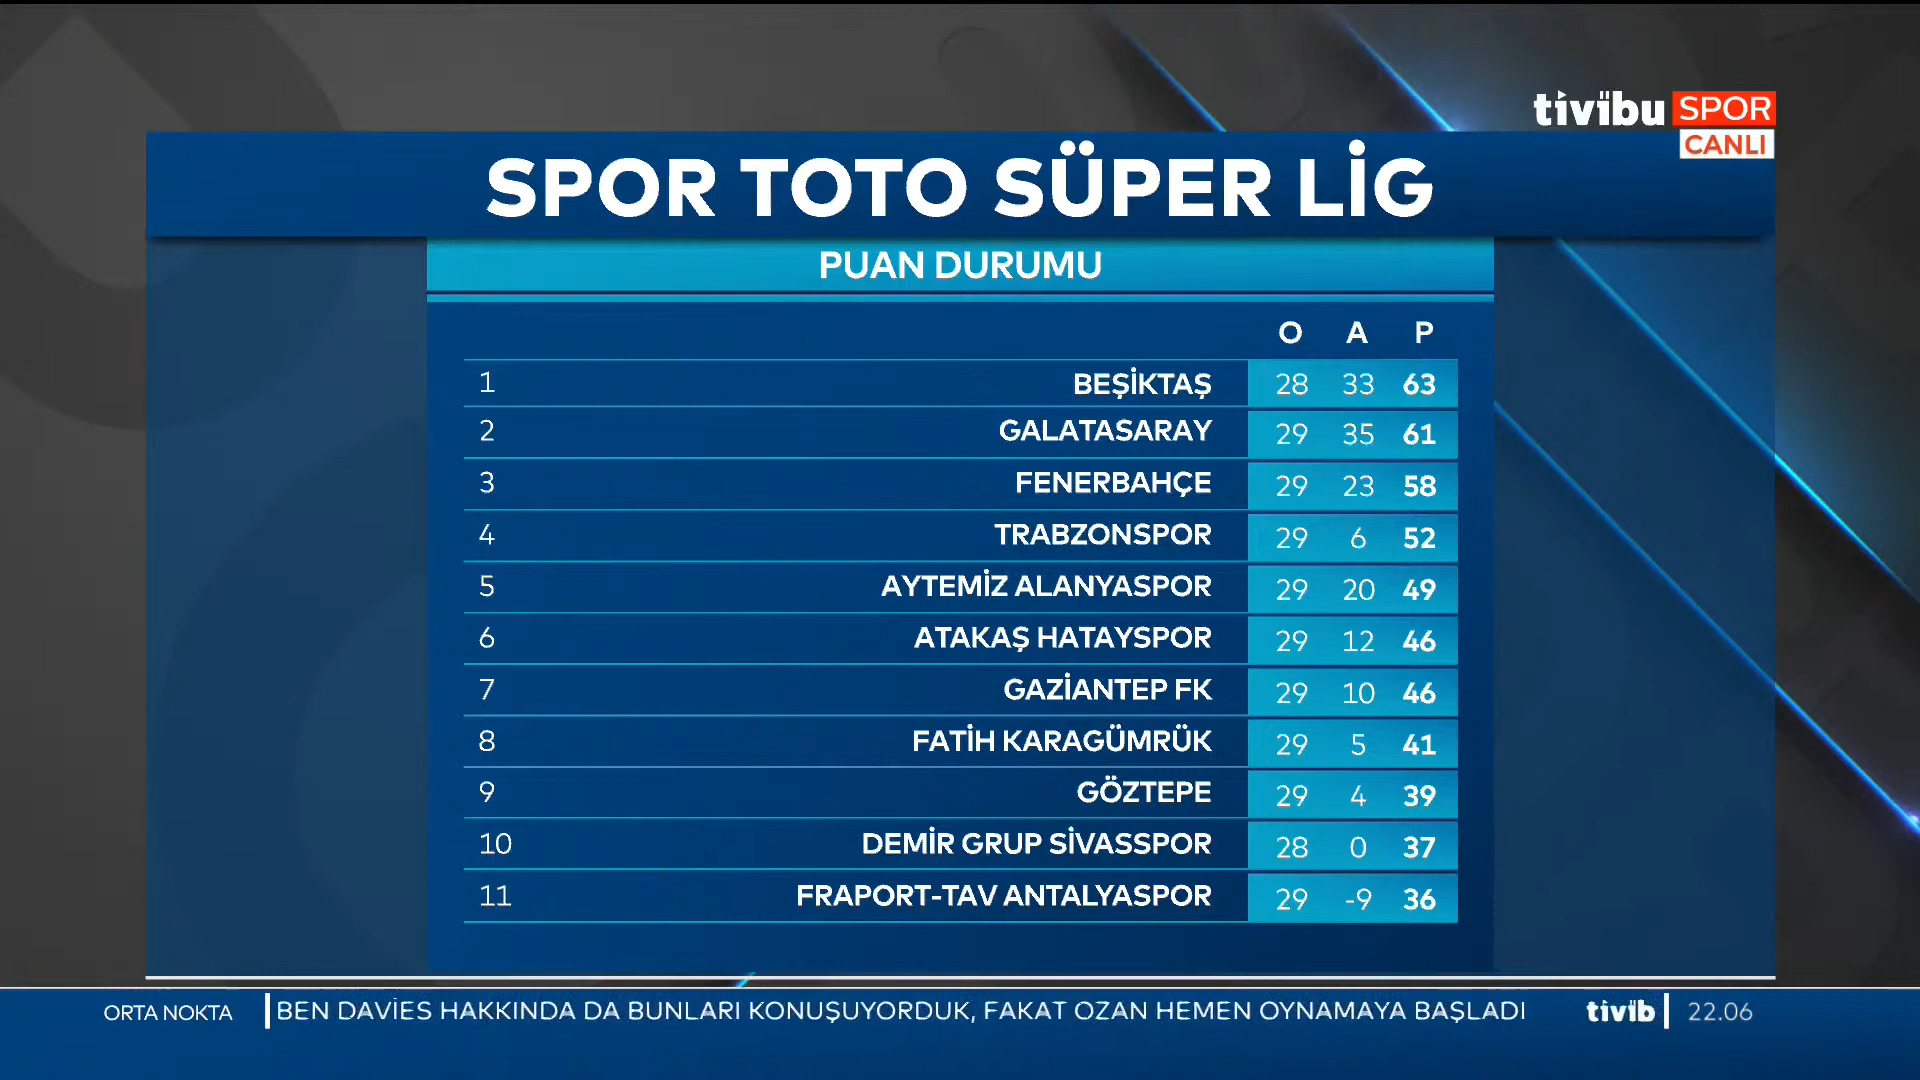 tivibu SPOR
CANLI
SPOR TOTO SÜPER LİG
PUAN DURUMU
O A P
1 BEŞİKTAŞ 28 33 63
2 GALATASARAY 29 35 61
3 FENERBAHÇE 29 23 58
4 TRABZONSPOR 29 6 52
5 AYTEMİZ ALANYASPOR 29 20 49
6 ATAKAŞ HATAYSPOR 29 12 46
7 GAZİANTEP FK 29 10 46
8 FATİH KARAGÜMRÜK 29 5 41
9 GÖZTEPE 29 4 39
10 DEMİR GRUP SİVASSPOR 28 0 37
11 FRAPORT-TAV ANTALYASPOR 29 -9 36
ORTA NOKTA BEN DAVİES HAKKINDA DA BUNLARI KONUŞUYORDUK, FAKAT OZAN HEMEN OYNAMAYA BAŞLADI tivib 22.06